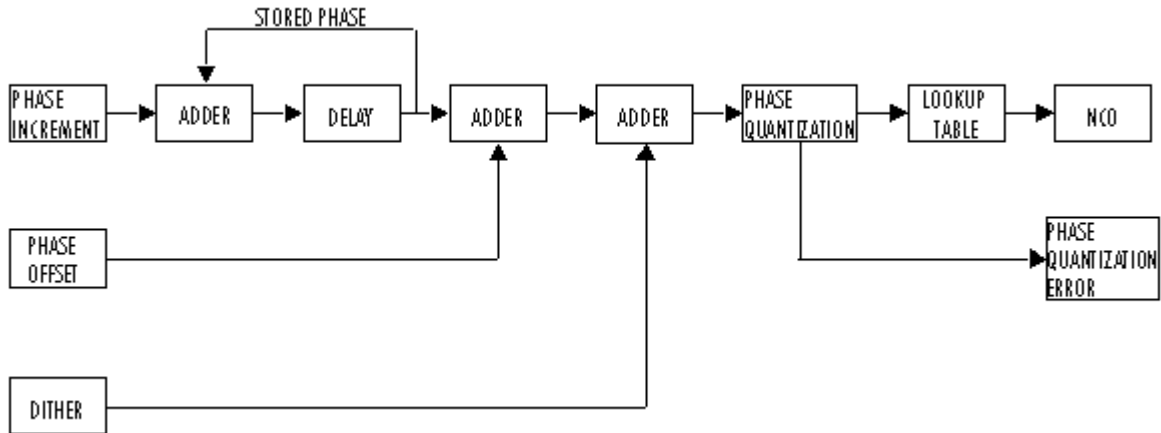 STORED PHASE
PHASE
INCREMENT
ADDER
DELAY
ADDER
ADDER
PHASE
QUANTIZATION
LOOKUP
TABLE
NCO
PHASE
OFFSET
PHASE
QUANTIZATION
ERROR
DITHER